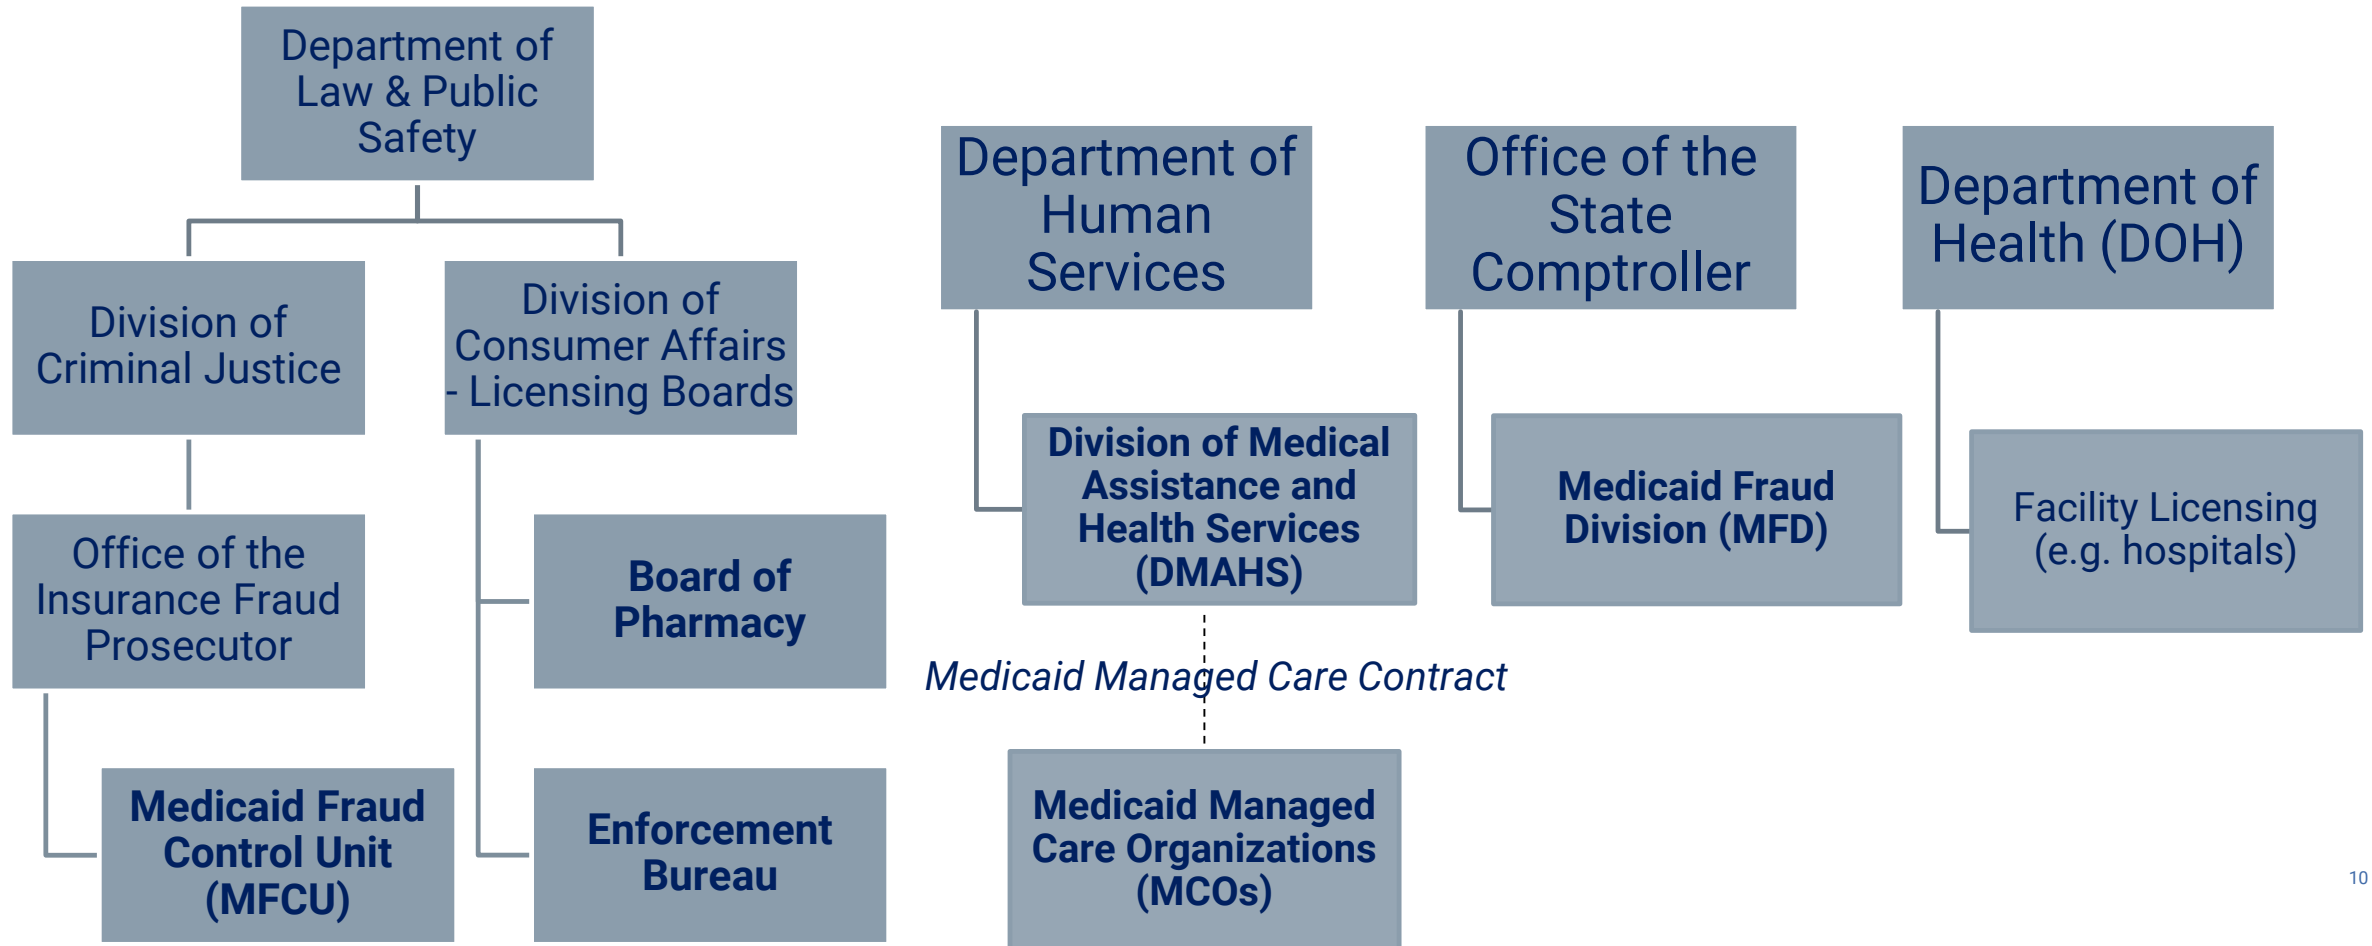 Department of
Law & Public
Safety
Division of
Criminal Justice
Division of
Consumer Affairs
- Licensing Boards
Office of the
Insurance Fraud
Prosecutor
Board of
Pharmacy
Medicaid Fraud
Control Unit
(MFCU)
Enforcement
Bureau
Department of
Human
Services
Division of Medical
Assistance and
Health Services
(DMAHS)
Medicaid Managed Care Contract
Medicaid Managed
Care Organizations
(MCOs)
Office of the
State
Comptroller
Medicaid Fraud
Division (MFD)
Department of
Health (DOH)
Facility Licensing
(e.g. hospitals)
10